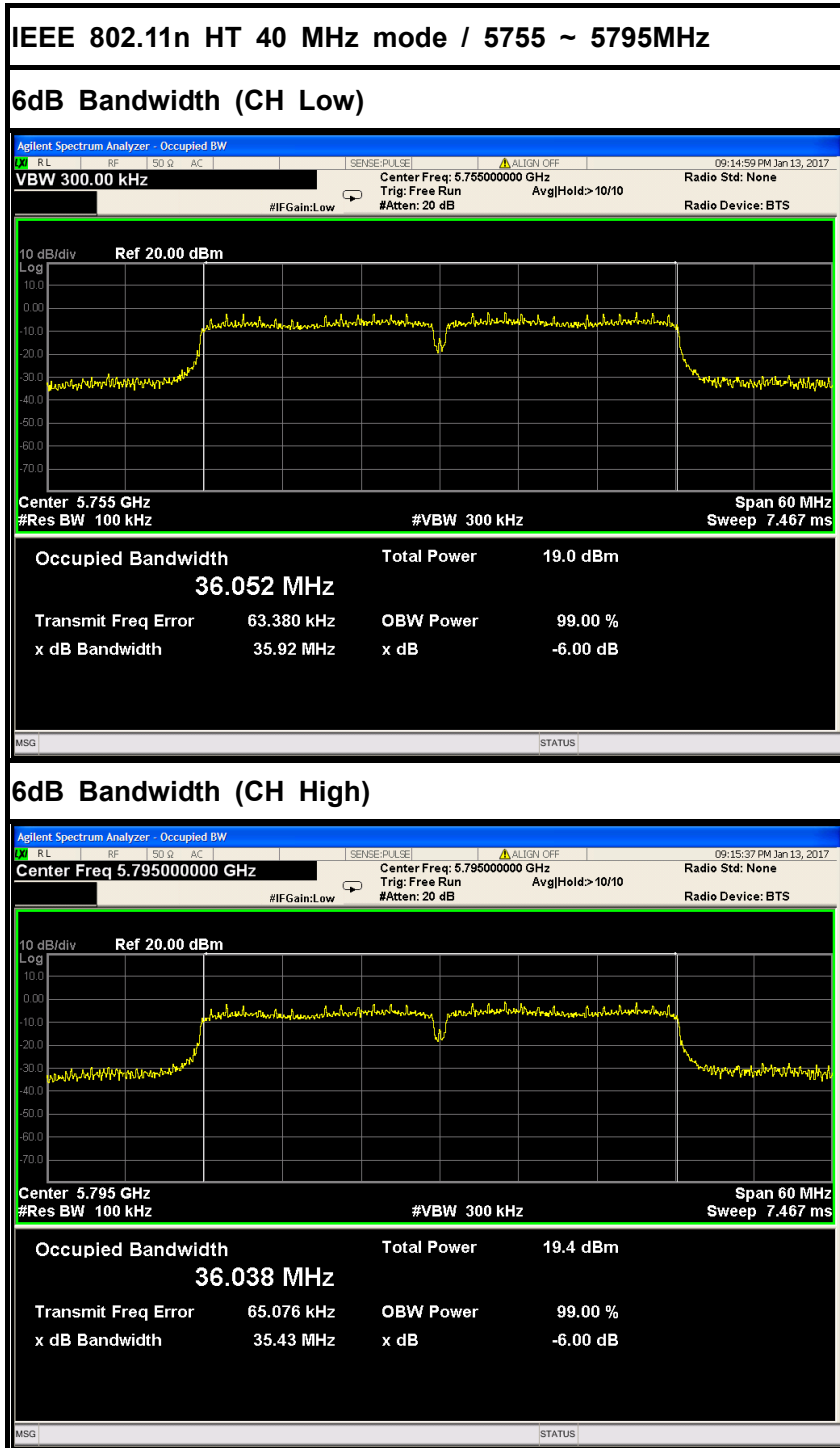 IEEE 802.11n HT 40 MHz mode / 5755 ~ 5795MHz
6dB Bandwidth (CH Low)
Agilent Spectrum Analyzer - Occupied BW
LXI RL RF 50 Ω AC SENSE:PULSE ALIGN OFF 09:14:59 PM Jan 13, 2017
VBW 300.00 kHz Center Freq: 5.755000000 GHz Radio Std: None
Trig: Free Run Avg|Hold:>10/10
#IFGain:Low #Atten: 20 dB Radio Device: BTS
10 dB/div Ref 20.00 dBm
Log
10.0
0.00
-10.0
-20.0
-30.0
-40.0
-50.0
-60.0
-70.0
Center 5.755 GHz Span 60 MHz
#Res BW 100 kHz #VBW 300 kHz Sweep 7.467 ms
Occupied Bandwidth Total Power 19.0 dBm
36.052 MHz
Transmit Freq Error 63.380 kHz OBW Power 99.00 %
x dB Bandwidth 35.92 MHz x dB -6.00 dB
MSG STATUS
6dB Bandwidth (CH High)
Agilent Spectrum Analyzer - Occupied BW
LXI RL RF 50 Ω AC SENSE:PULSE ALIGN OFF 09:15:37 PM Jan 13, 2017
Center Freq 5.795000000 GHz Center Freq: 5.795000000 GHz Radio Std: None
Trig: Free Run Avg|Hold:>10/10
#IFGain:Low #Atten: 20 dB Radio Device: BTS
10 dB/div Ref 20.00 dBm
Log
10.0
0.00
-10.0
-20.0
-30.0
-40.0
-50.0
-60.0
-70.0
Center 5.795 GHz Span 60 MHz
#Res BW 100 kHz #VBW 300 kHz Sweep 7.467 ms
Occupied Bandwidth Total Power 19.4 dBm
36.038 MHz
Transmit Freq Error 65.076 kHz OBW Power 99.00 %
x dB Bandwidth 35.43 MHz x dB -6.00 dB
MSG STATUS